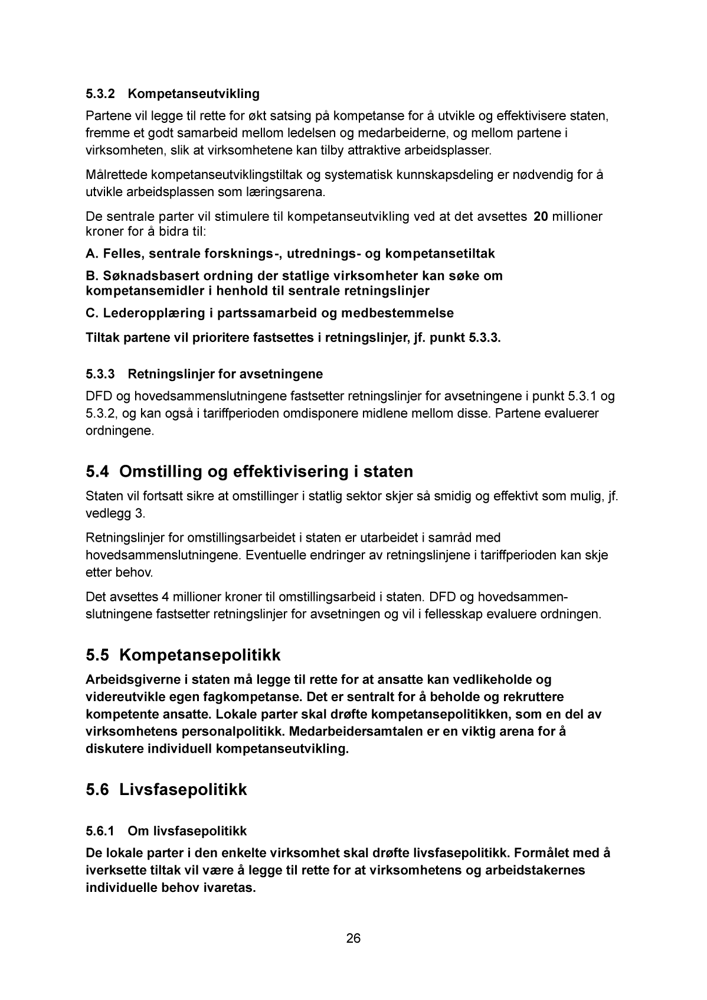 5.3.2 Kompetanseutvikling
Partene vil legge til rette for økt satsing på kompetanse for å utvikle og effektivisere staten,
fremme et godt samarbeid mellom ledelsen og medarbeiderne, og mellom partene i
virksomheten, slik at virksomhetene kan tilby attraktive arbeidsplasser.
Målrettede kompetanseutviklingstiltak og systematisk kunnskapsdeling er nødvendig for å
utvikle arbeidsplassen som læringsarena.
De sentrale parter vil stimulere til kompetanseutvikling ved at det avsettes 20 millioner
kroner for å bidra til:
A. Felles, sentrale forsknings-, utrednings- og kompetansetiltak
B. Søknadsbasert ordning der statlige virksomheter kan søke om
kompetansemidler i henhold til sentrale retningslinjer
C. Lederopplæring i partssamarbeid og medbestemmelse
Tiltak partene vil prioritere fastsettes i retningslinjer, jf. punkt 5.3.3.
5.3.3 Retningslinjer for avsetningene
DFD og hovedsammenslutningene fastsetter retningslinjer for avsetningene i punkt 5.3.1 og
5.3.2, og kan også i tariffperioden omdisponere midlene mellom disse. Partene evaluerer
ordningene.
5.4 Omstilling og effektivisering i staten
Staten vil fortsatt sikre at omstillinger i statlig sektor skjer så smidig og effektivt som mulig, jf.
vedlegg 3.
Retningslinjer for omstillingsarbeidet i staten er utarbeidet i samråd med
hovedsammenslutningene. Eventuelle endringer av retningslinjene i tariffperioden kan skje
etter behov.
Det avsettes 4 millioner kroner til omstillingsarbeid i staten. DFD og hovedsammen-
slutningene fastsetter retningslinjer for avsetningen og vil i fellesskap evaluere ordningen.
5.5 Kompetansepolitikk
Arbeidsgiverne i staten må legge til rette for at ansatte kan vedlikeholde og
videreutvikle egen fagkompetanse. Det er sentralt for å beholde og rekruttere
kompetente ansatte. Lokale parter skal drøfte kompetansepolitikken, som en del av
virksomhetens personalpolitikk. Medarbeidersamtalen er en viktig arena for å
diskutere individuell kompetanseutvikling.
5.6 Livsfasepolitikk
5.6.1 Om livsfasepolitikk
De lokale parter i den enkelte virksomhet skal drøfte livsfasepolitikk. Formålet med å
iverksette tiltak vil være å legge til rette for at virksomhetens og arbeidstakernes
individuelle behov ivaretas.
26